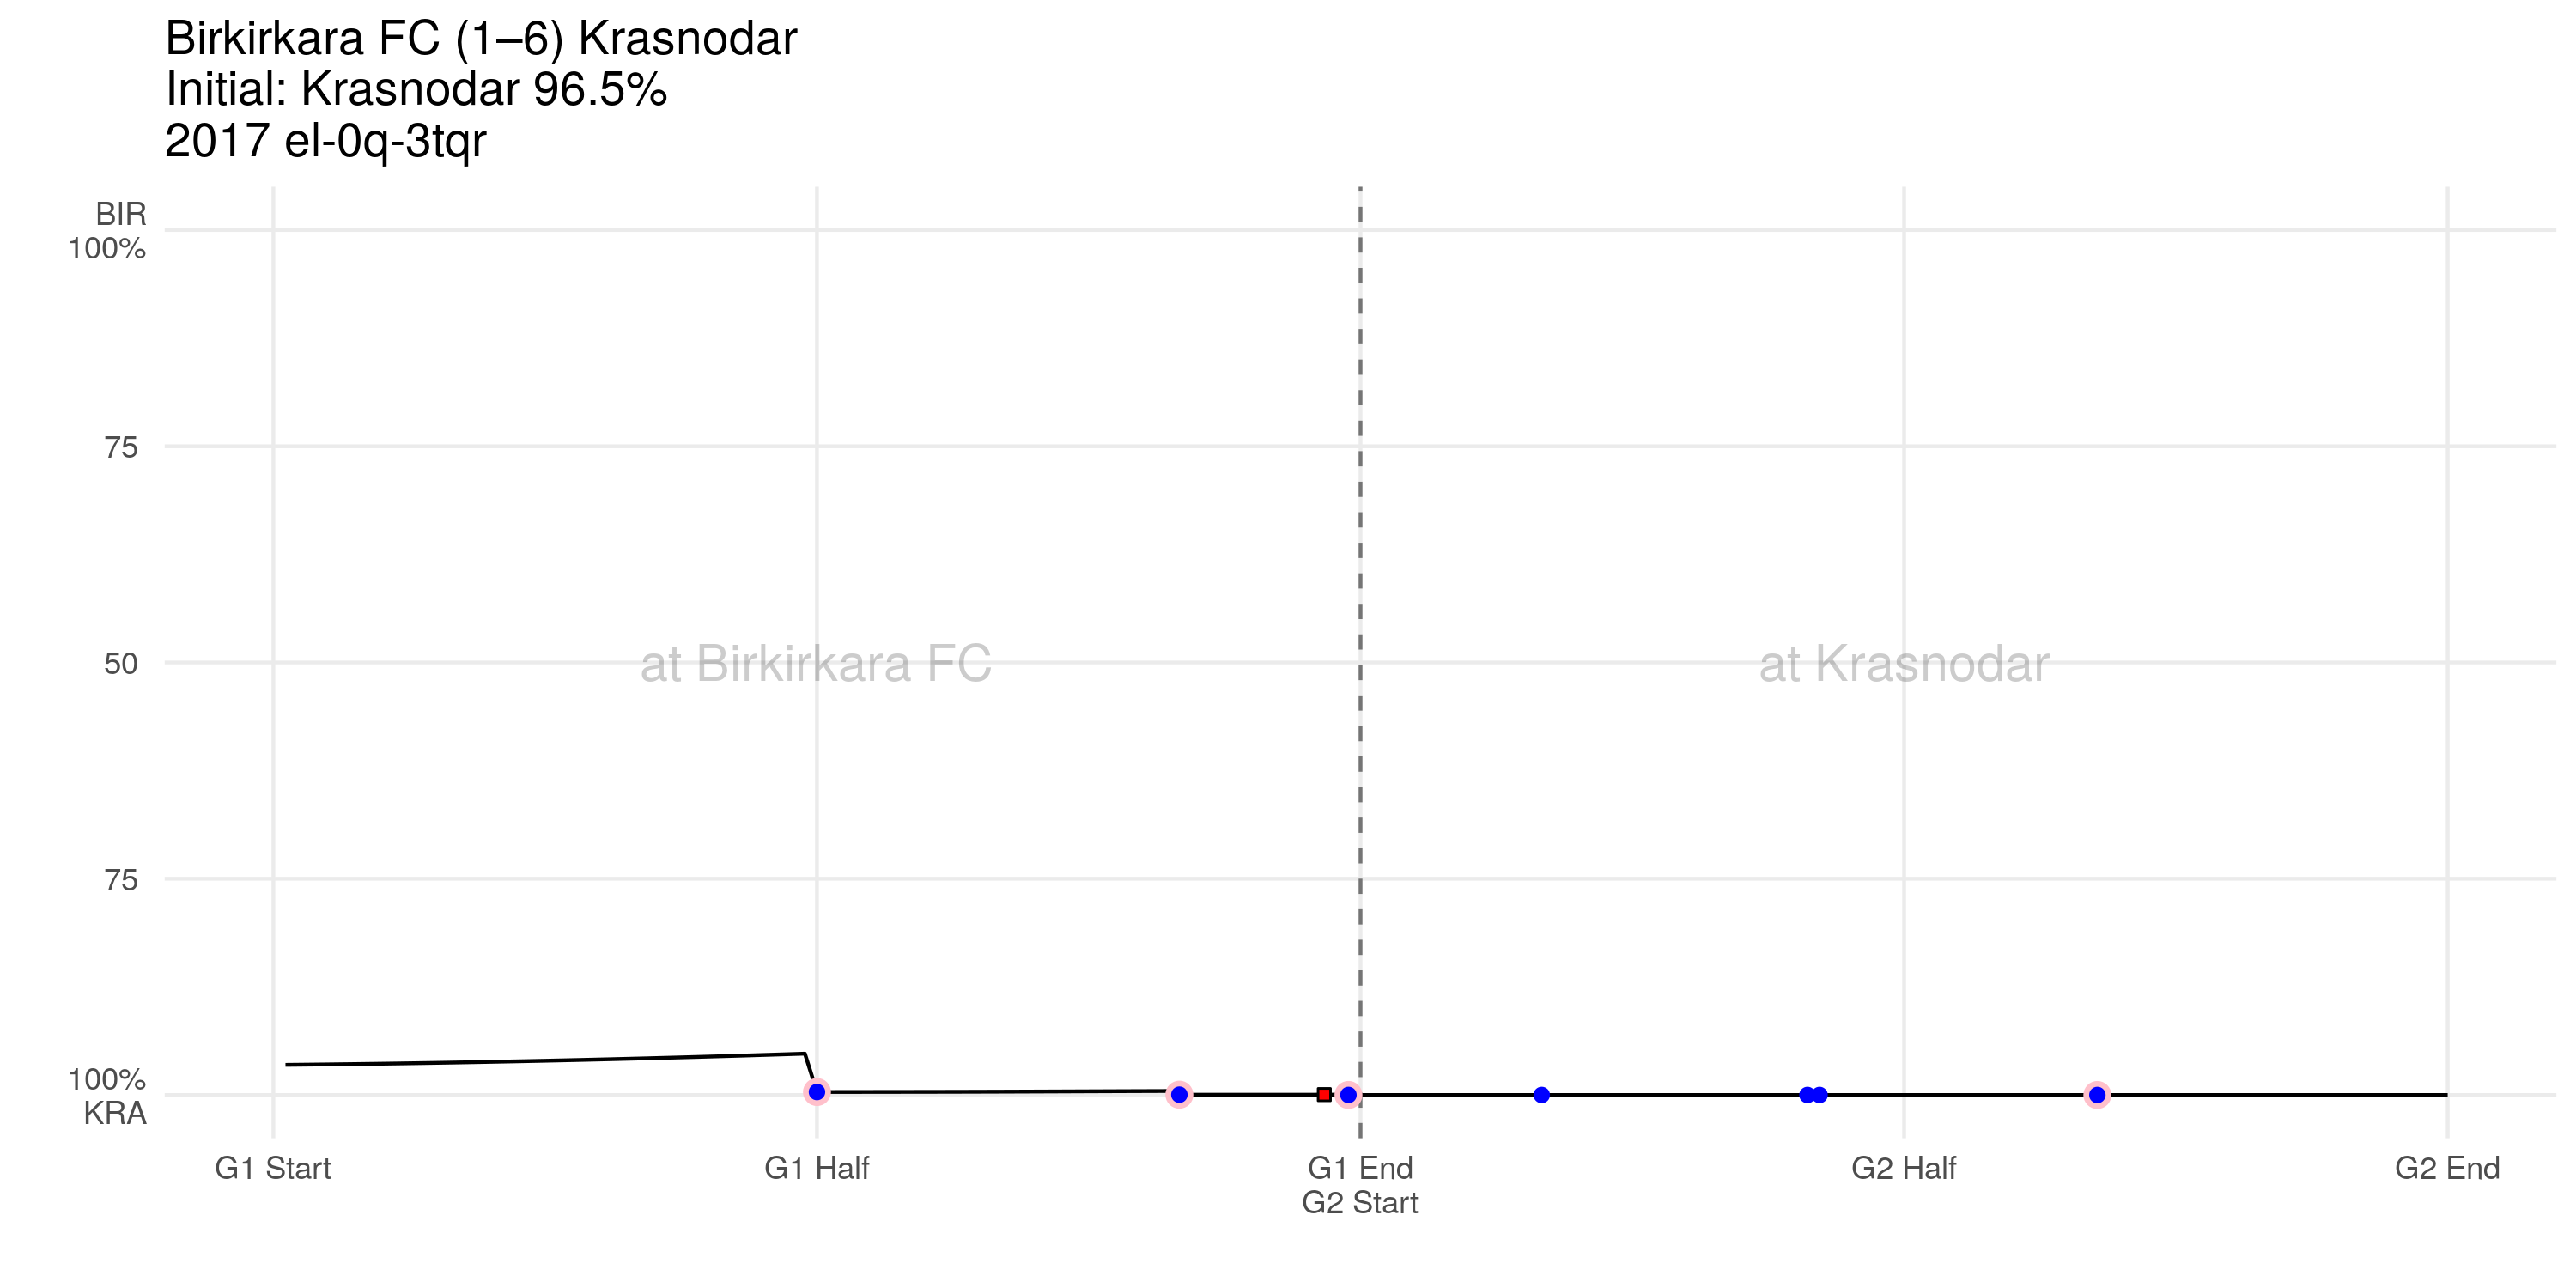 Birkirkara FC (1–6) Krasnodar
Initial: Krasnodar 96.5%
2017 el-0q-3tqr
BIR
100%
75
50
75
100%
KRA
at Birkirkara FC
at Krasnodar
G1 Start
G1 Half
G1 End
G2 Start
G2 Half
G2 End